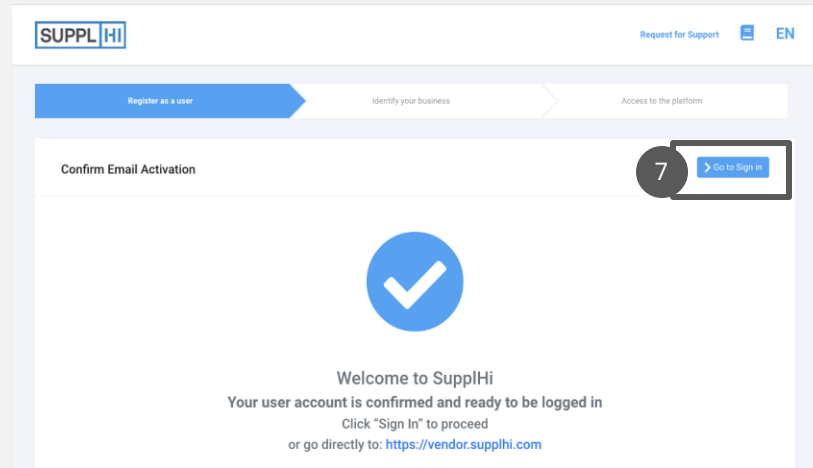 SUPPLHI
Request for Support
EN
Register as a user
Identify your business
Access to the platform
Confirm Email Activation
7
Go to Sign in
Welcome to SupplHi
Your user account is confirmed and ready to be logged in
Click “Sign In” to proceed
or go directly to: https://vendor.supplhi.com